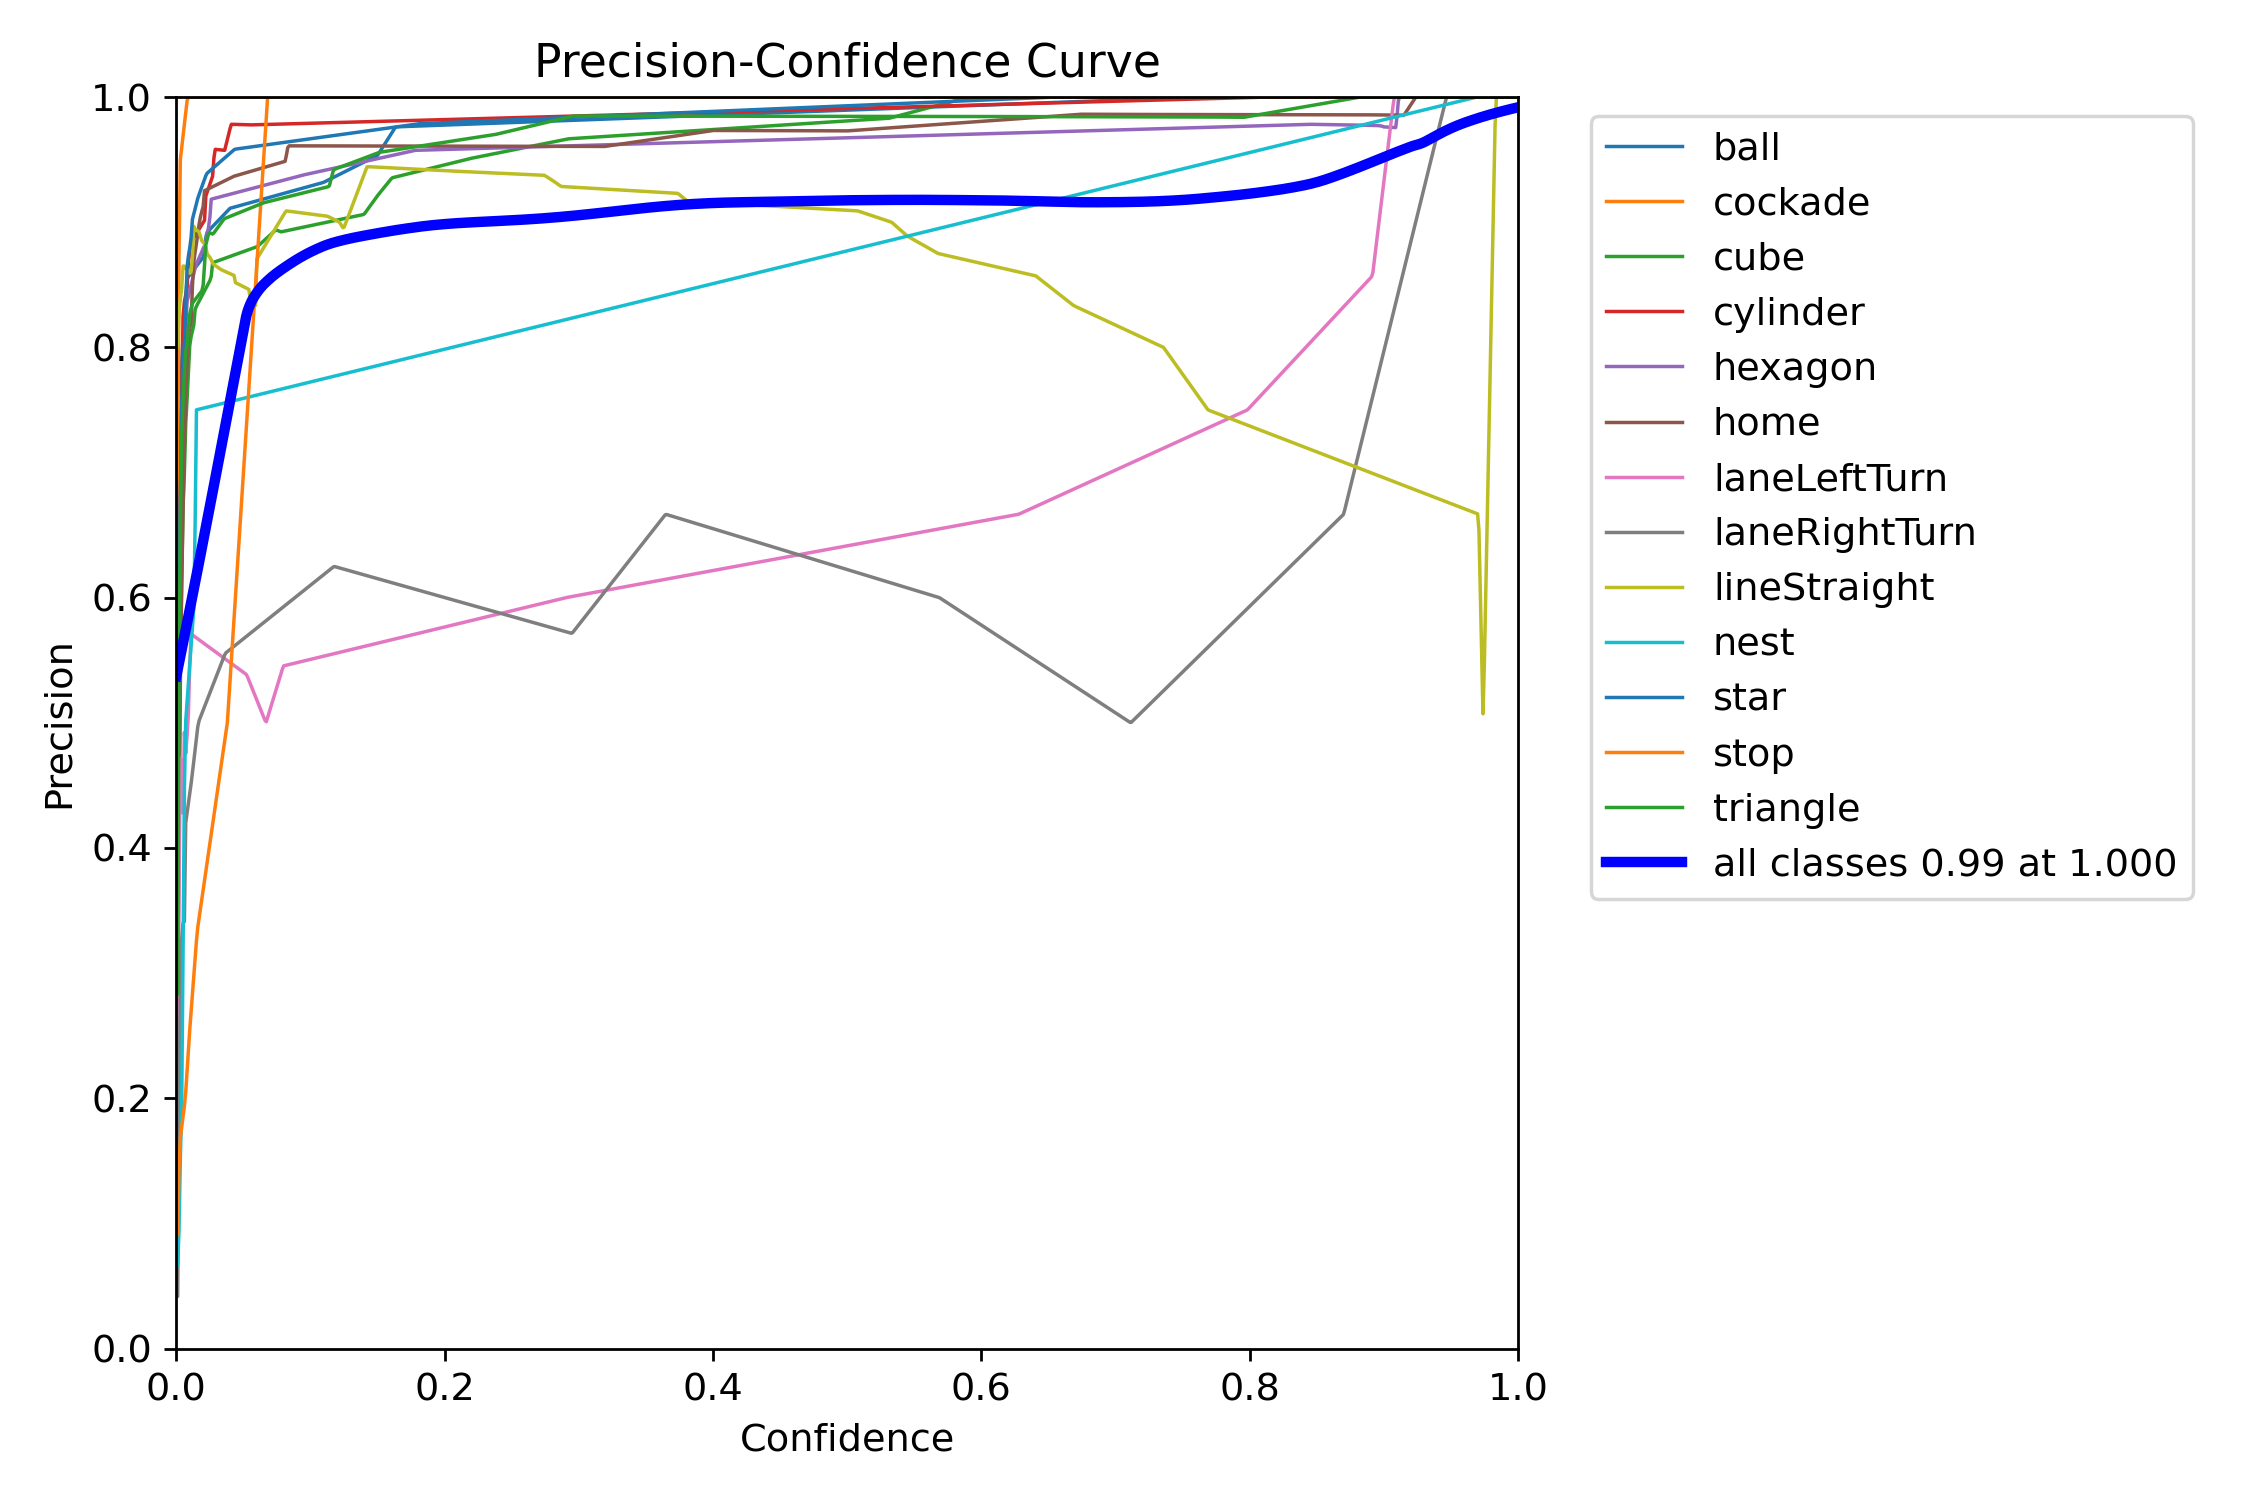 Precision-Confidence Curve
1.0
0.8
0.6
0.4
0.2
0.0
Precision
0.0 0.2 0.4 0.6 0.8 1.0
Confidence
ball
cockade
cube
cylinder
hexagon
home
laneLeftTurn
laneRightTurn
lineStraight
nest
star
stop
triangle
all classes 0.99 at 1.000